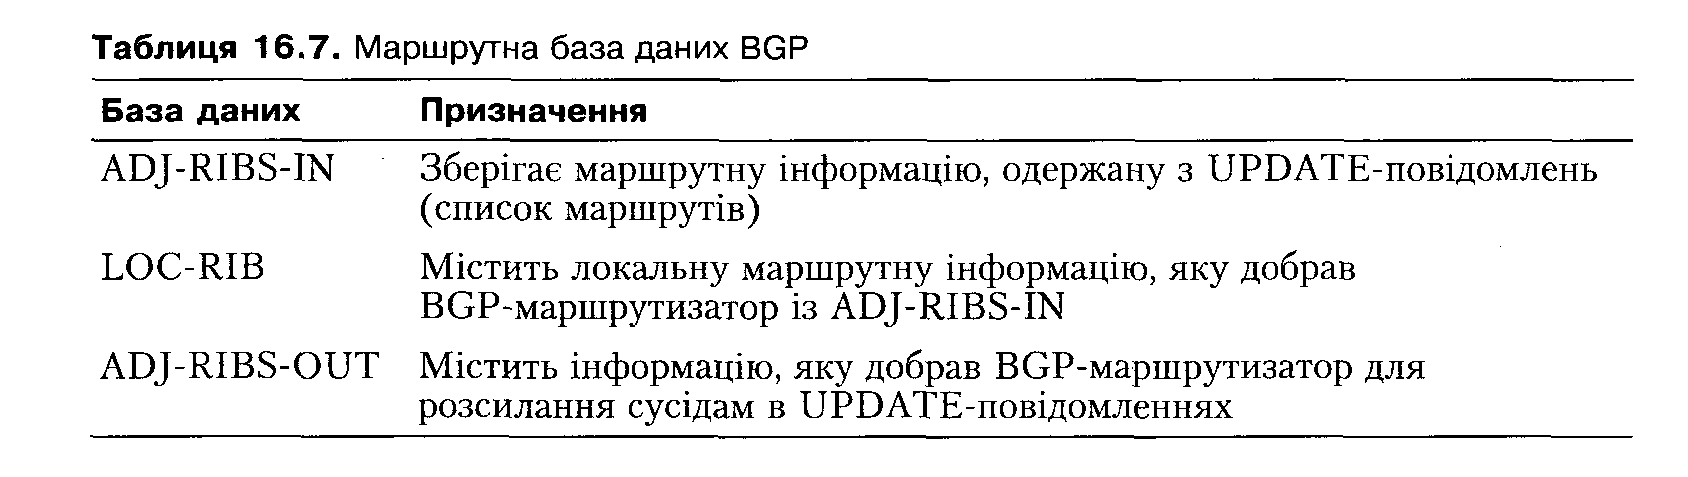 Таблиця 16.7. Маршрутна база даних BGP
База даних Призначення
ADJ-RIBS-IN Зберігає маршрутну інформацію, одержану з UPDATE-повідомлень
(список маршрутів)
LOC-RIB Містить локальну маршрутну інформацію, яку добрав
BGP-маршрутизатор із ADJ-RIBS-IN
ADJ-RIBS-OUT Містить інформацію, яку добрав BGP-маршрутизатор для
розсилання сусідам в UPDATE-повідомленнях